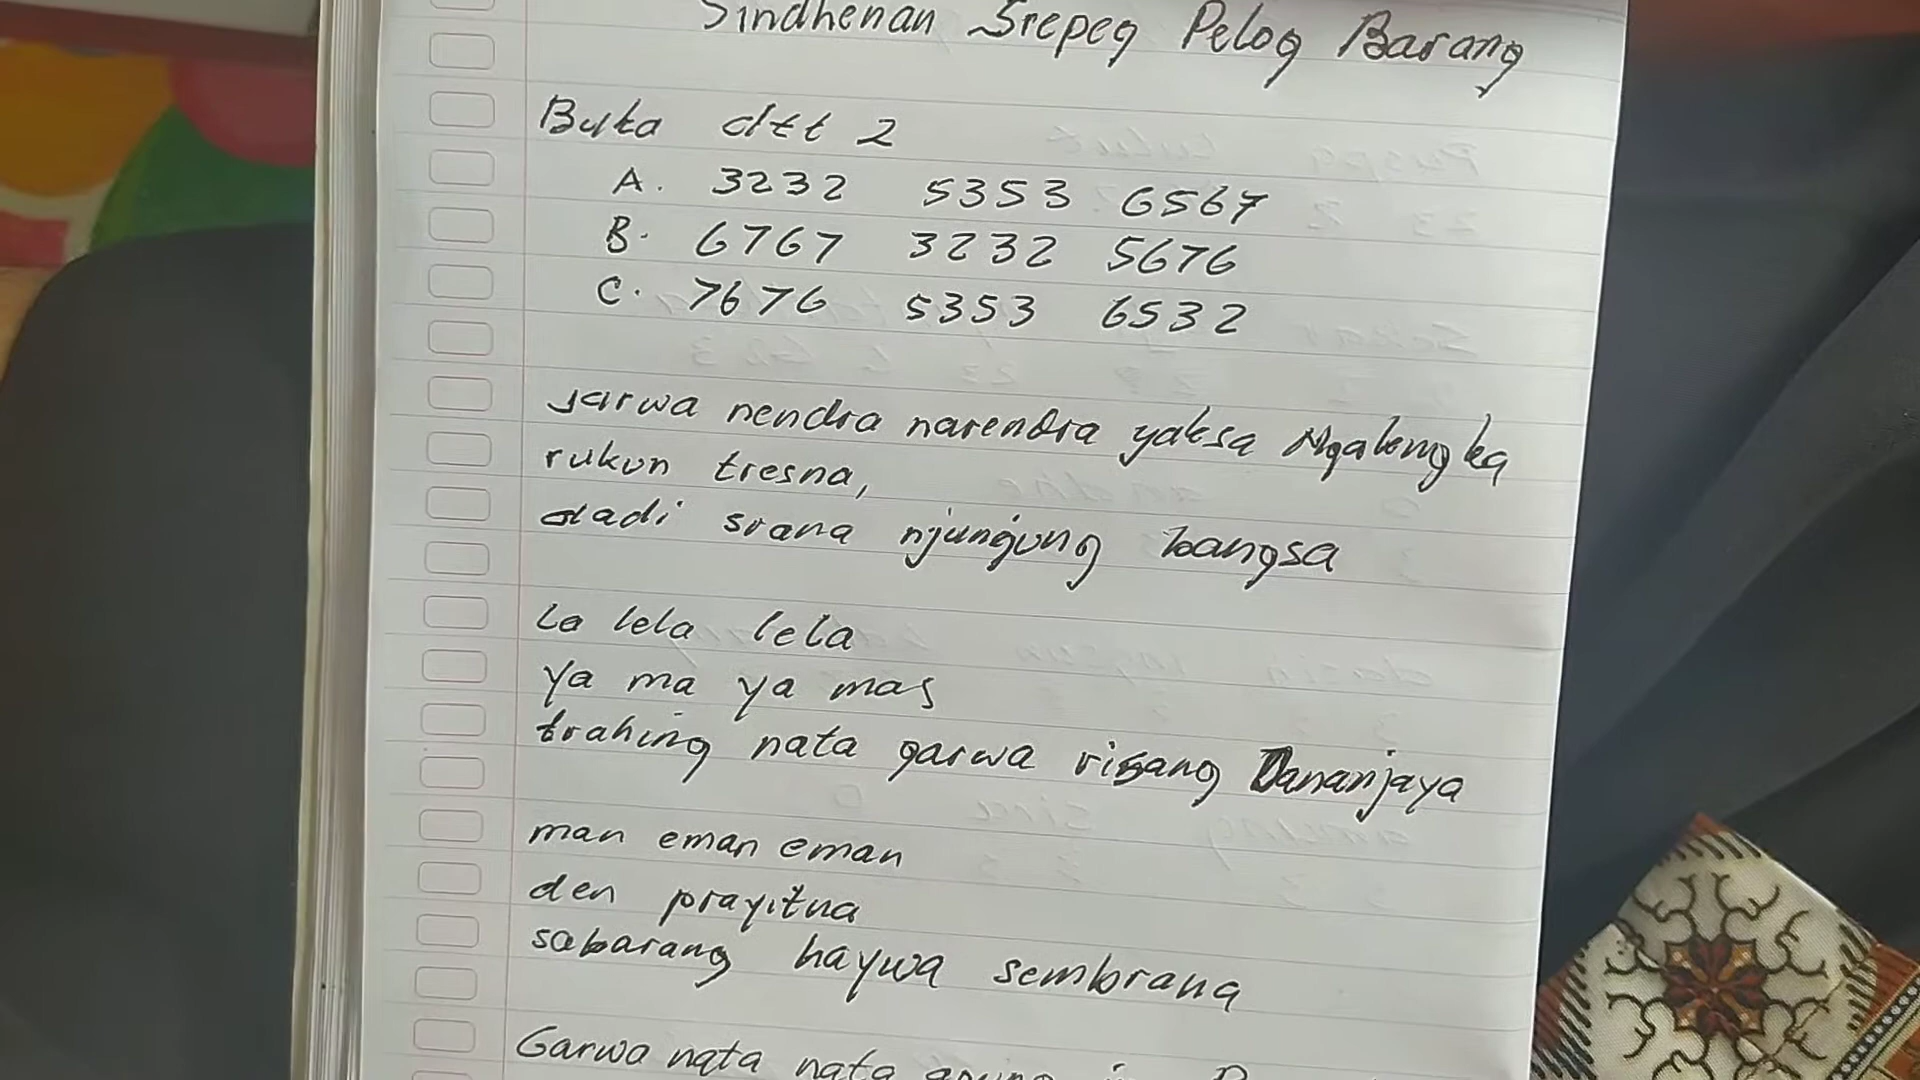 Sindhenan Srepeg Pelog Barang
Buka dtt 2
A. 3232 5353 6567
B. 6767 3232 5676
C. 7676 5353 6532
sarwa nendra narendra yaksa Ngalengka
rukun tresna,
dadi srana njungjung bangsa
La lela lela
Ya ma ya mas
trahing nata garwa risang Dananjaya
man eman eman
den prayitna
sabarang haywa sembrana
Garwa nata nata